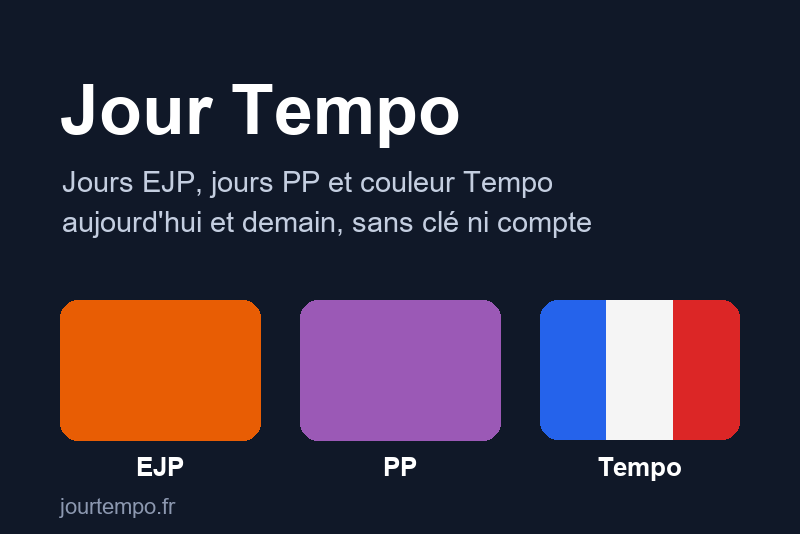 Jour Tempo
Jours EJP, jours PP et couleur Tempo
aujourd'hui et demain, sans clé ni compte
EJP
PP
Tempo
jourtempo.fr